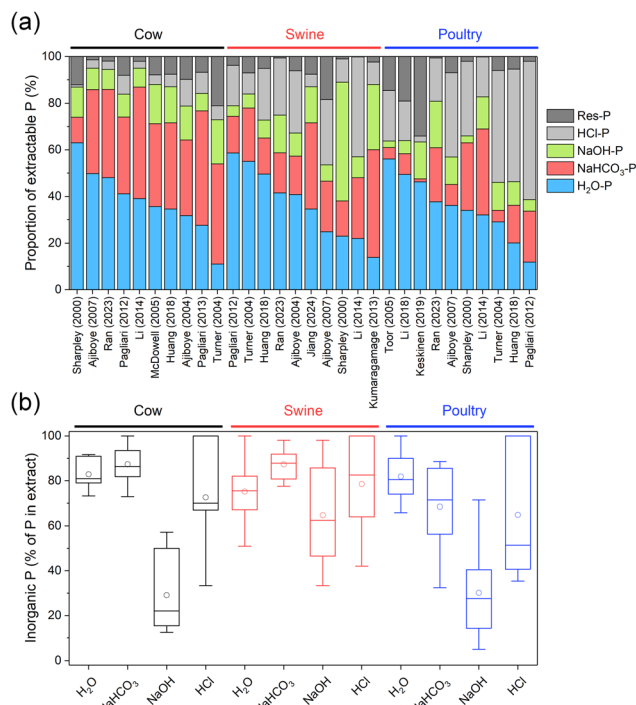 (a)
Cow Swine Poultry
Proportion of extractable P (%)
100
80
60
40
20
0
Res-P
HCl-P
NaOH-P
NaHCO₃-P
H₂O-P
Sharpley (2000)
Ajiboye (2007)
Ran (2023)
Pagliari (2012)
Li (2014)
McDowell (2005)
Huang (2018)
Ajiboye (2004)
Pagliari (2013)
Turner (2004)
Pagliari (2012)
Turner (2004)
Huang (2018)
Ran (2023)
Ajiboye (2004)
Jiang (2024)
Ajiboye (2007)
Sharpley (2000)
Li (2014)
Kumaragamage (2013)
Toor (2005)
Li (2018)
Keskinen (2019)
Ran (2023)
Ajiboye (2007)
Sharpley (2000)
Li (2014)
Turner (2004)
Huang (2018)
Pagliari (2012)
(b)
Cow Swine Poultry
Inorganic P (% of P in extract)
100
80
60
40
20
0
H₂O
NaHCO₃
NaOH
HCl
H₂O
NaHCO₃
NaOH
HCl
H₂O
NaHCO₃
NaOH
HCl